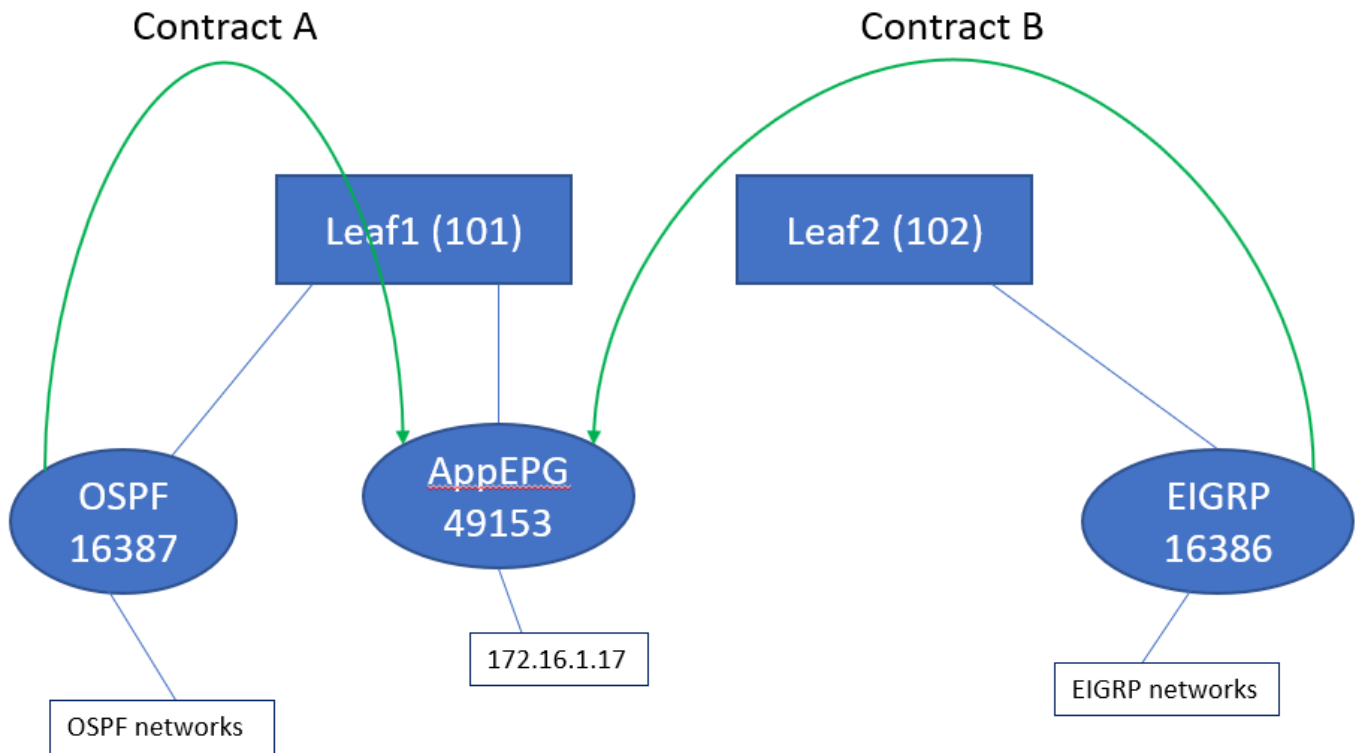 Contract A
Contract B
Leaf1 (101)
Leaf2 (102)
OSPF
16387
AppEPG
49153
EIGRP
16386
172.16.1.17
EIGRP networks
OSPF networks